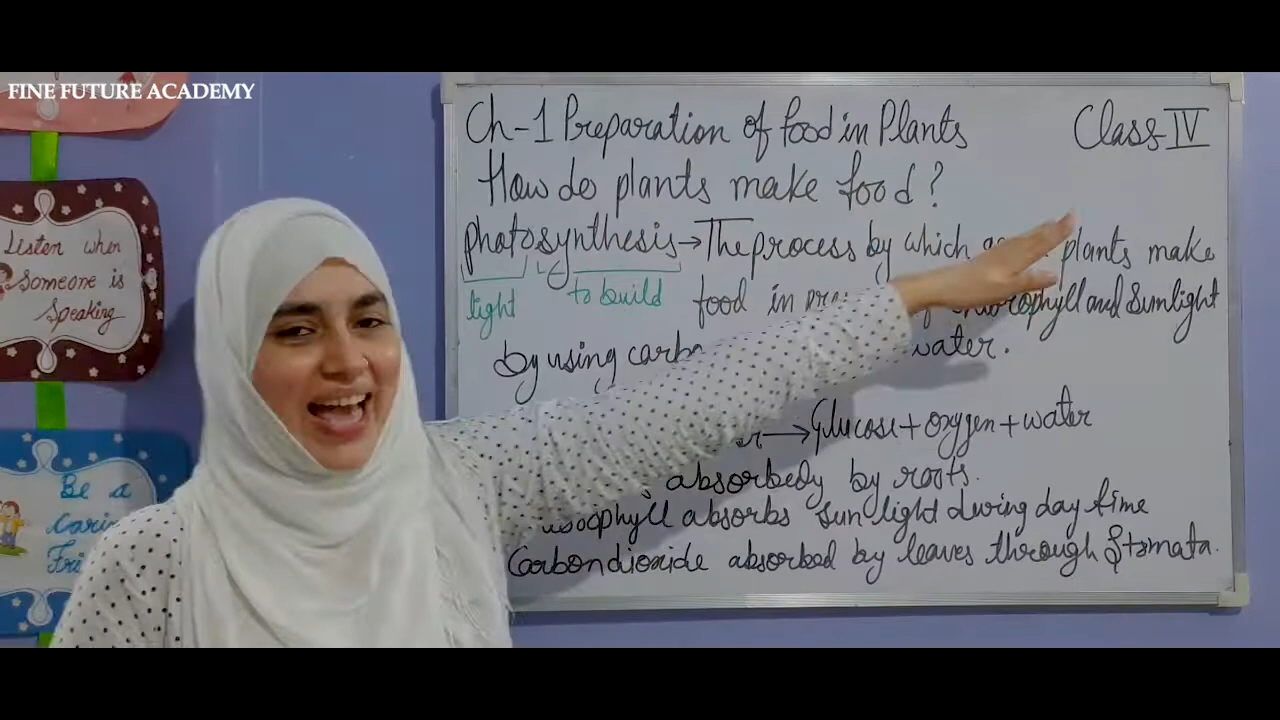 FINE FUTURE ACADEMY
Listen when
Someone is
Speaking
Be a
Ch-1 Preparation of food in Plants
Class-IV
How do plants make food?
photosynthesis→The process by which plants make
light
to build
food in and Sunlight
by using water.
→Glucose + oxygen + water
absorbedy by roots.
absorbs sunlight during day time
Carbondioxide absorbed by leaves through Stomata.